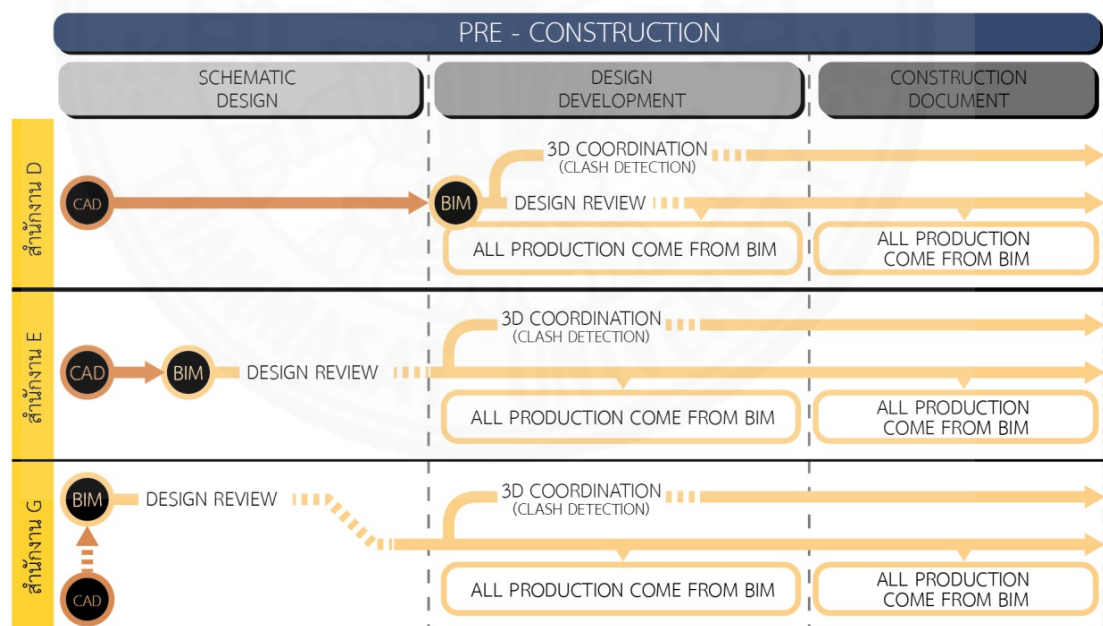 PRE - CONSTRUCTION
SCHEMATIC
DESIGN
DESIGN
DEVELOPMENT
CONSTRUCTION
DOCUMENT
สำนักงาน D
CAD
BIM
3D COORDINATION
(CLASH DETECTION)
DESIGN REVIEW
ALL PRODUCTION COME FROM BIM
ALL PRODUCTION
COME FROM BIM
สำนักงาน E
CAD
BIM
DESIGN REVIEW
3D COORDINATION
(CLASH DETECTION)
ALL PRODUCTION COME FROM BIM
ALL PRODUCTION
COME FROM BIM
สำนักงาน G
BIM
DESIGN REVIEW
3D COORDINATION
(CLASH DETECTION)
CAD
ALL PRODUCTION COME FROM BIM
ALL PRODUCTION
COME FROM BIM